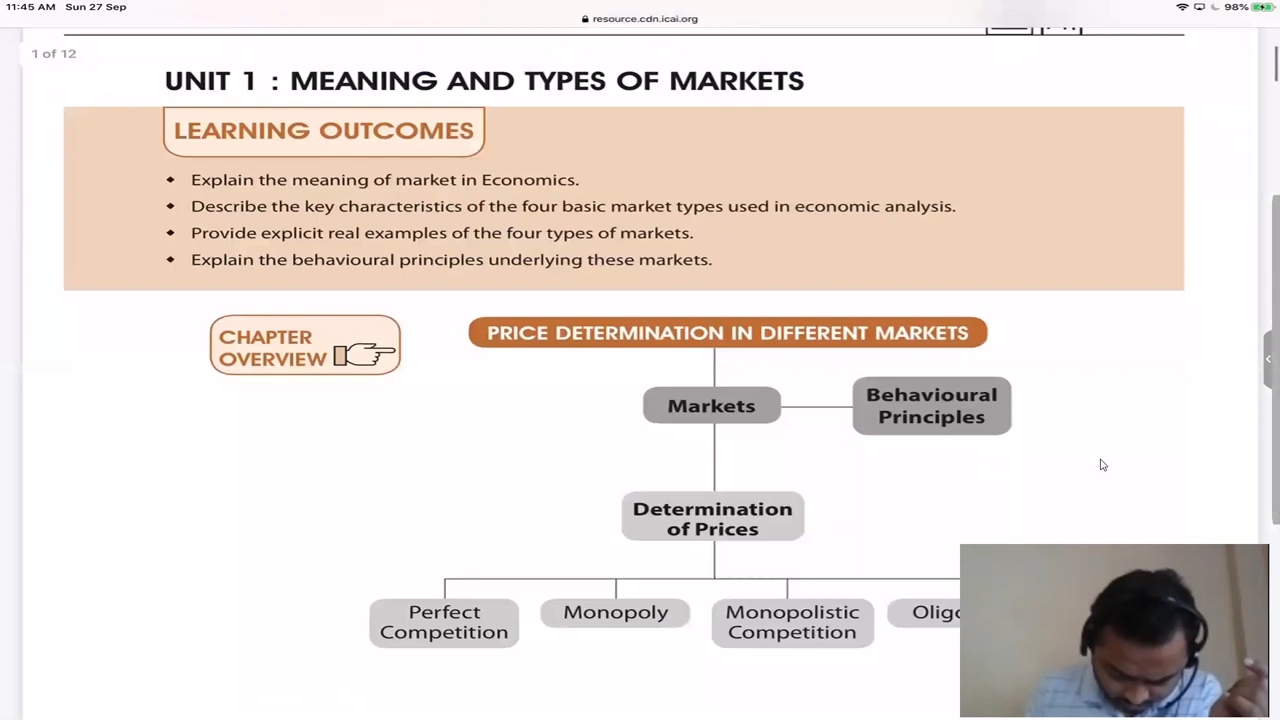 11:45 AM Sun 27 Sep
98%
resource.cdn.icai.org
1 of 12
UNIT 1 : MEANING AND TYPES OF MARKETS
LEARNING OUTCOMES
Explain the meaning of market in Economics.
Describe the key characteristics of the four basic market types used in economic analysis.
Provide explicit real examples of the four types of markets.
Explain the behavioural principles underlying these markets.
CHAPTER
OVERVIEW
PRICE DETERMINATION IN DIFFERENT MARKETS
Markets
Behavioural
Principles
Determination
of Prices
Perfect
Competition
Monopoly
Monopolistic
Competition
Oligo